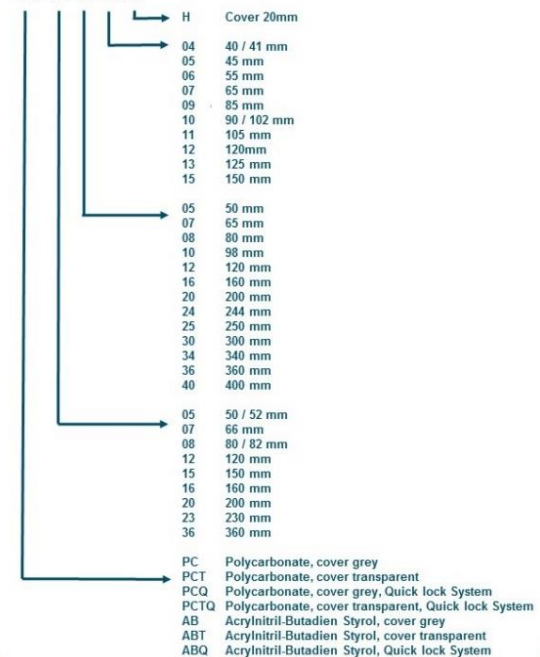 H Cover 20mm
04 40 / 41 mm
05 45 mm
06 55 mm
07 65 mm
09 85 mm
10 90 / 102 mm
11 105 mm
12 120mm
13 125 mm
15 150 mm
05 50 mm
07 65 mm
08 80 mm
10 98 mm
12 120 mm
16 160 mm
20 200 mm
24 244 mm
25 250 mm
30 300 mm
34 340 mm
36 360 mm
40 400 mm
05 50 / 52 mm
07 66 mm
08 80 / 82 mm
12 120 mm
15 150 mm
16 160 mm
20 200 mm
23 230 mm
36 360 mm
PC Polycarbonate, cover grey
PCT Polycarbonate, cover transparent
PCQ Polycarbonate, cover grey, Quick lock System
PCTQ Polycarbonate, cover transparent, Quick lock System
AB Acrylnitril-Butadien Styrol, cover grey
ABT Acrylnitril-Butadien Styrol, cover transparent
ABQ Acrylnitril-Butadien Styrol, Quick lock System